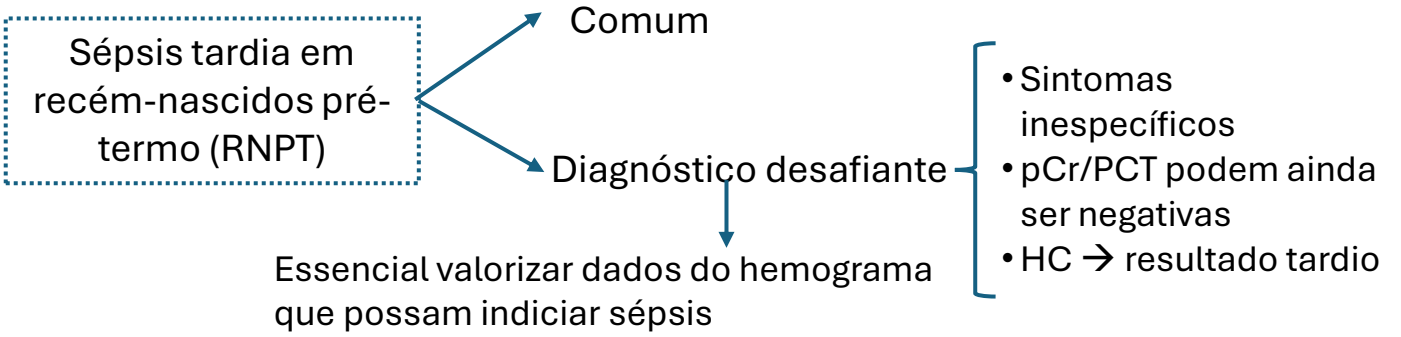 Sépsis tardia em
recém-nascidos pré-
termo (RNPT)
Comum
Diagnóstico desafiante
• Sintomas
inespecíficos
• pCr/PCT podem ainda
ser negativas
• HC → resultado tardio
Essencial valorizar dados do hemograma
que possam indiciar sépsis